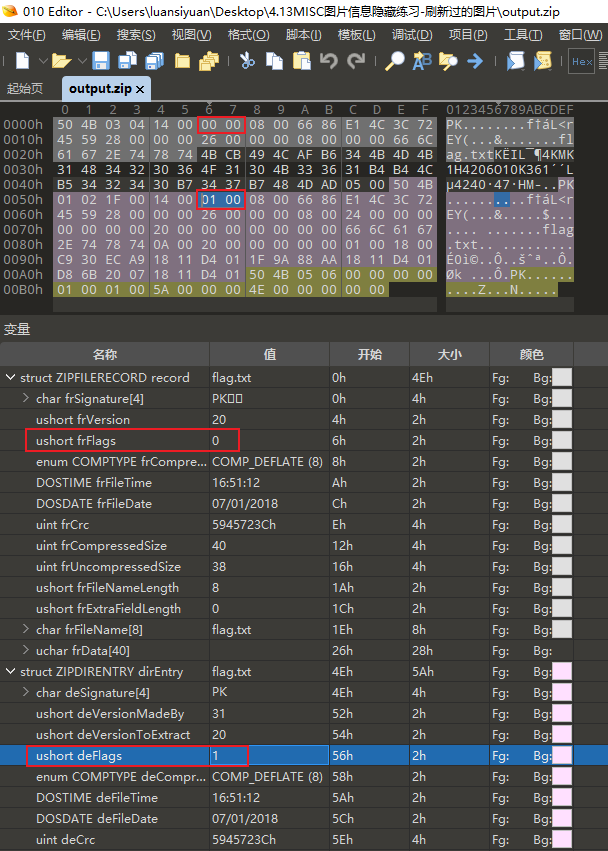 010 Editor - C:\Users\luansiyuan\Desktop\4.13MISC图片信息隐藏练习-刷新过的图片\output.zip
文件(F) 编辑(E) 搜索(S) 视图(V) 格式(O) 脚本(I) 模板(L) 调试(D) 项目(P) 工具(T) 窗口(W)
Hex
起始页 output.zip ×
0 1 2 3 4 5 6 7 8 9 A B C D E F 0123456789ABCDEF
0000h 50 4B 03 04 14 00 00 00 08 00 66 86 E1 4C 3C 72 PK........f†áL<r
0010h 45 59 28 00 00 00 26 00 00 00 08 00 00 00 66 6C EY(...&.......fl
0020h 61 67 2E 74 78 74 4B CB 49 4C AF B6 34 4B 4D 4B ag.txtKËIL¯¶4KMK
0030h 31 48 34 32 30 36 4F 31 30 4B 33 36 31 B4 B4 4C 1H4206O10K361´´L
0040h B5 34 32 34 30 B7 34 37 B7 48 4D AD 05 00 50 4B µ4240·47·HM-..PK
0050h 01 02 1F 00 14 00 01 00 08 00 66 86 E1 4C 3C 72 ..........f†áL<r
0060h 45 59 28 00 00 00 26 00 00 00 08 00 24 00 00 00 EY(...&.....$...
0070h 00 00 00 00 20 00 00 00 00 00 00 00 66 6C 61 67 .... .......flag
0080h 2E 74 78 74 0A 00 20 00 00 00 00 00 01 00 18 00 .txt.. .........
0090h C9 30 EC A9 18 11 D4 01 1F 9A 88 AA 18 11 D4 01 É0ì©..Ô..šˆª..Ô.
00A0h D8 6B 20 07 18 11 D4 01 50 4B 05 06 00 00 00 00 Øk ...Ô.PK......
00B0h 01 00 01 00 5A 00 00 00 4E 00 00 00 00 00 ....Z...N.....
变量
名称 值 开始 大小 颜色
struct ZIPFILERECORD record flag.txt 0h 4Eh Fg: Bg:
char frSignature[4] PK 0h 4h Fg: Bg:
ushort frVersion 20 4h 2h Fg: Bg:
ushort frFlags 0 6h 2h Fg: Bg:
enum COMPTYPE frCompre... COMP_DEFLATE (8) 8h 2h Fg: Bg:
DOSTIME frFileTime 16:51:12 Ah 2h Fg: Bg:
DOSDATE frFileDate 07/01/2018 Ch 2h Fg: Bg:
uint frCrc 5945723Ch Eh 4h Fg: Bg:
uint frCompressedSize 40 12h 4h Fg: Bg:
uint frUncompressedSize 38 16h 4h Fg: Bg:
ushort frFileNameLength 8 1Ah 2h Fg: Bg:
ushort frExtraFieldLength 0 1Ch 2h Fg: Bg:
char frFileName[8] flag.txt 1Eh 8h Fg: Bg:
uchar frData[40] 26h 28h Fg: Bg:
struct ZIPDIRENTRY dirEntry flag.txt 4Eh 5Ah Fg: Bg:
char deSignature[4] PK 4Eh 4h Fg: Bg:
ushort deVersionMadeBy 31 52h 2h Fg: Bg:
ushort deVersionToExtract 20 54h 2h Fg: Bg:
ushort deFlags 1 56h 2h Fg: Bg:
enum COMPTYPE deCompr... COMP_DEFLATE (8) 58h 2h Fg: Bg:
DOSTIME deFileTime 16:51:12 5Ah 2h Fg: Bg:
DOSDATE deFileDate 07/01/2018 5Ch 2h Fg: Bg:
uint deCrc 5945723Ch 5Eh 4h Fg: Bg: